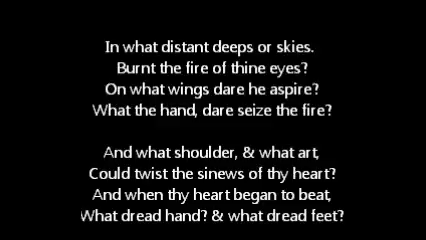 In what distant deeps or skies.
Burnt the fire of thine eyes?
On what wings dare he aspire?
What the hand, dare seize the fire?
And what shoulder, & what art,
Could twist the sinews of thy heart?
And when thy heart began to beat,
What dread hand? & what dread feet?